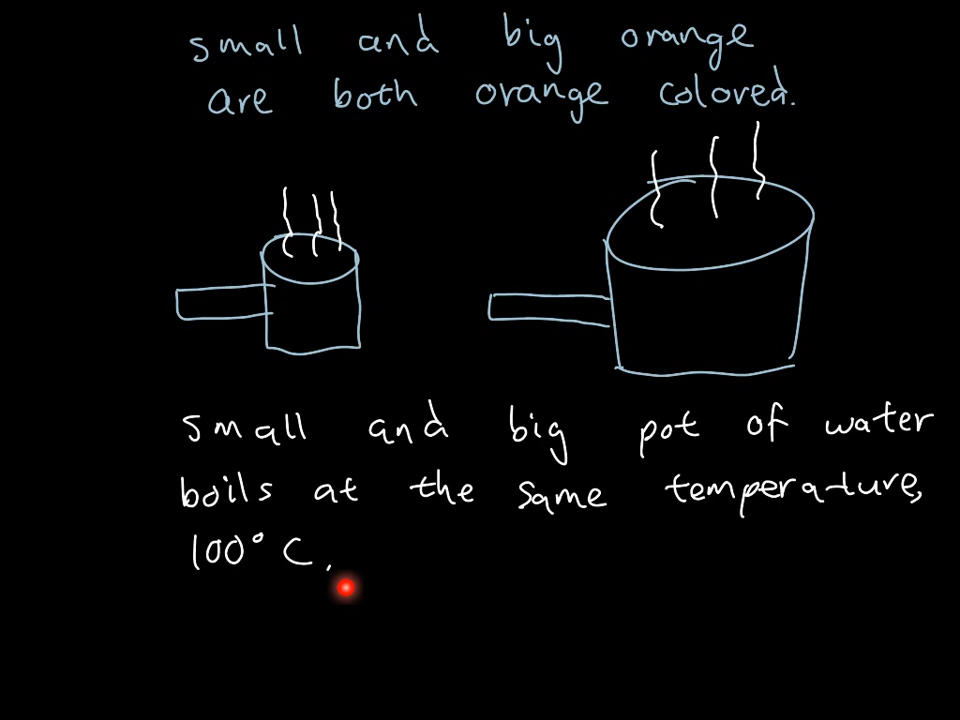 small and big orange
are both orange colored.
small and big pot of water
boils at the same temperature,
100° C.